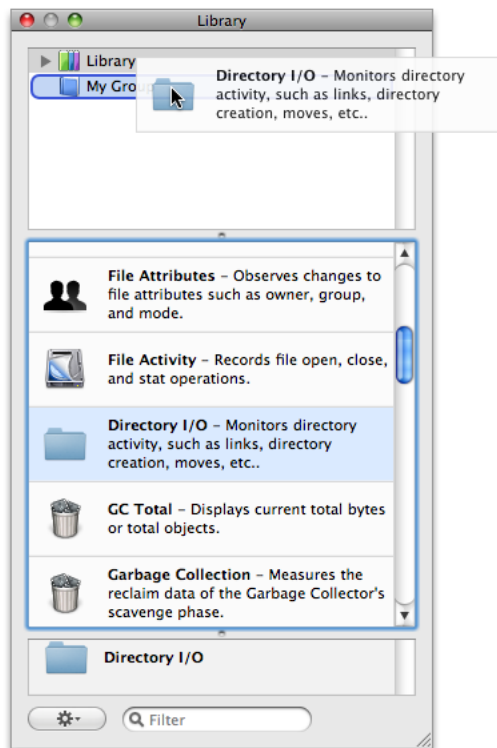 Library
Library
My Grou
Directory I/O – Monitors directory
activity, such as links, directory
creation, moves, etc..
File Attributes – Observes changes to
file attributes such as owner, group,
and mode.
File Activity – Records file open, close,
and stat operations.
Directory I/O – Monitors directory
activity, such as links, directory
creation, moves, etc..
GC Total – Displays current total bytes
or total objects.
Garbage Collection – Measures the
reclaim data of the Garbage Collector's
scavenge phase.
Directory I/O
Filter